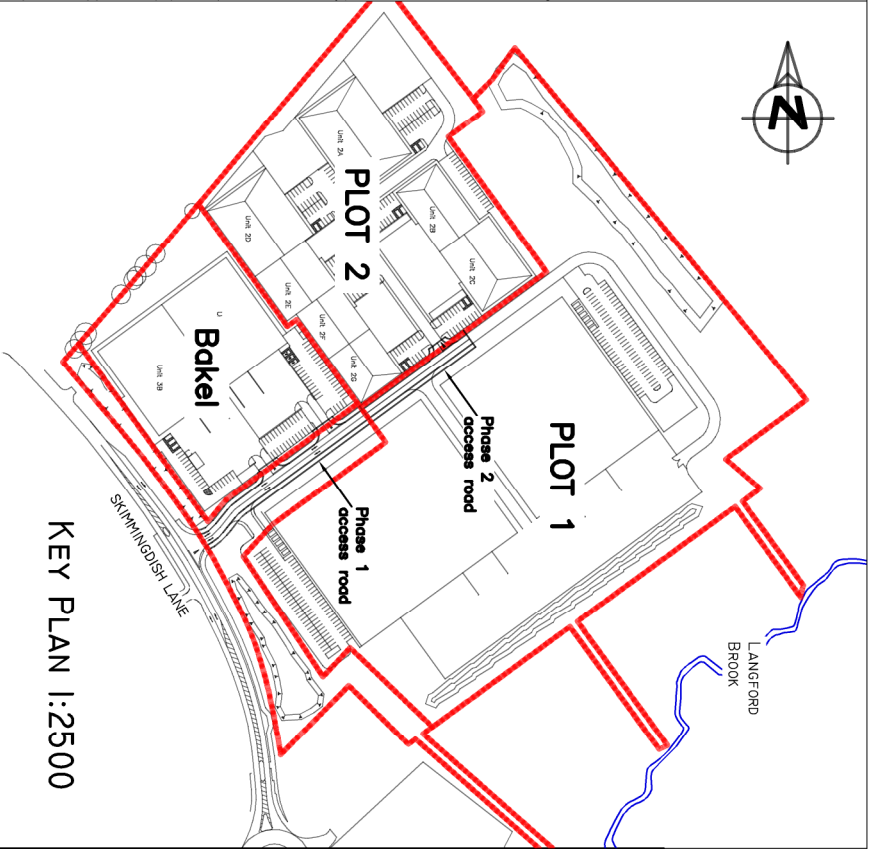 N
PLOT 2
Unit 2A
Unit 2B
Unit 2C
Unit 2D
Unit 2E
Unit 2F
Unit 2G
Bakel
U
Unit 3B
PLOT 1
Phase 2
access road
Phase 1
access road
SKIMMINGDISH LANE
LANGFORD
BROOK
KEY PLAN 1:2500